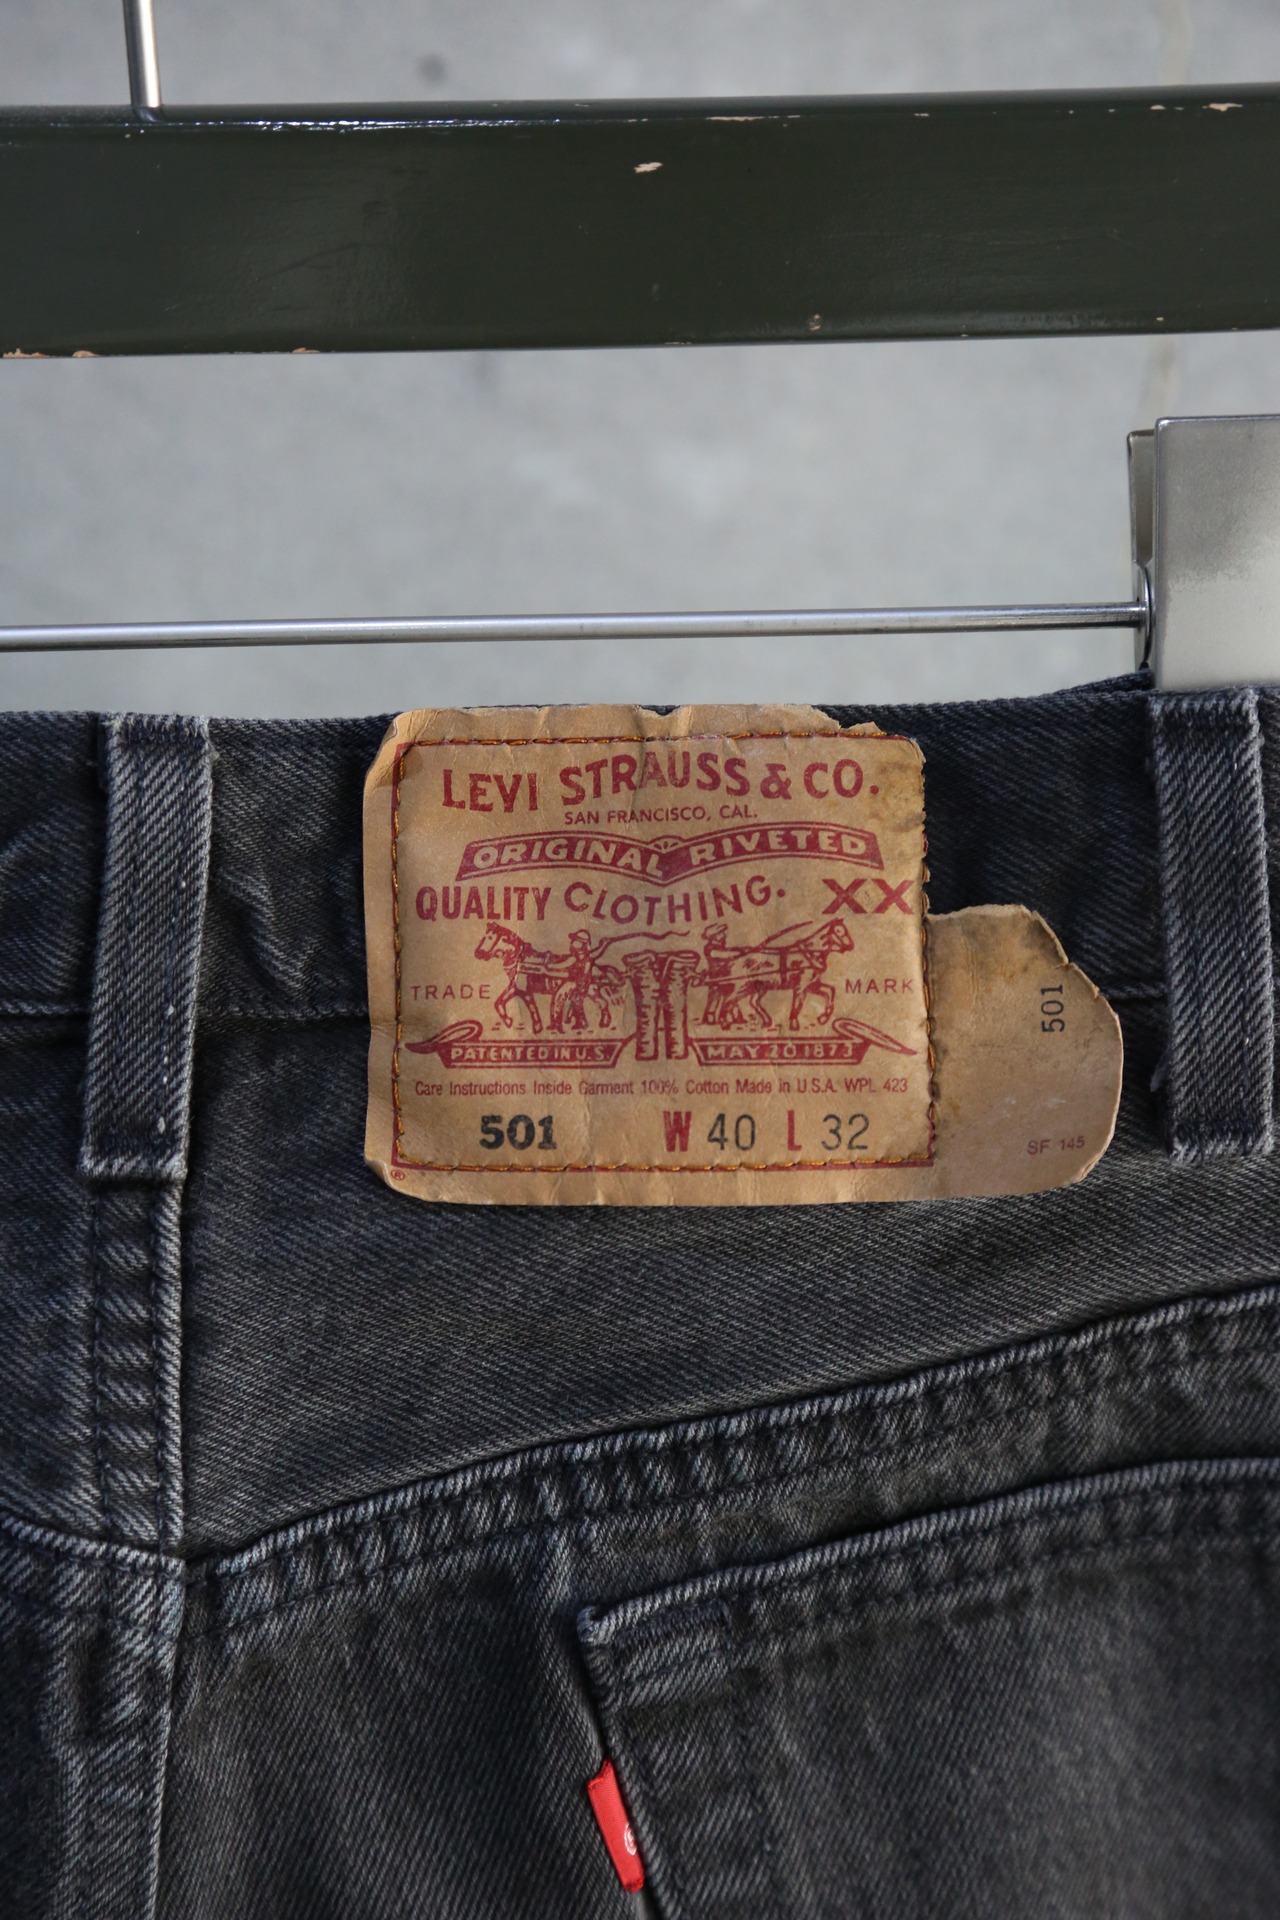 LEVI STRAUSS & CO.
SAN FRANCISCO, CAL.
ORIGINAL RIVETED
QUALITY CLOTHING. XX
TRADE MARK
PATENTED IN U.S. MAY 20 1873
Care Instructions Inside Garment 100% Cotton Made in U.S.A. WPL 423
501 W 40 L 32
®
501
SF 145
®